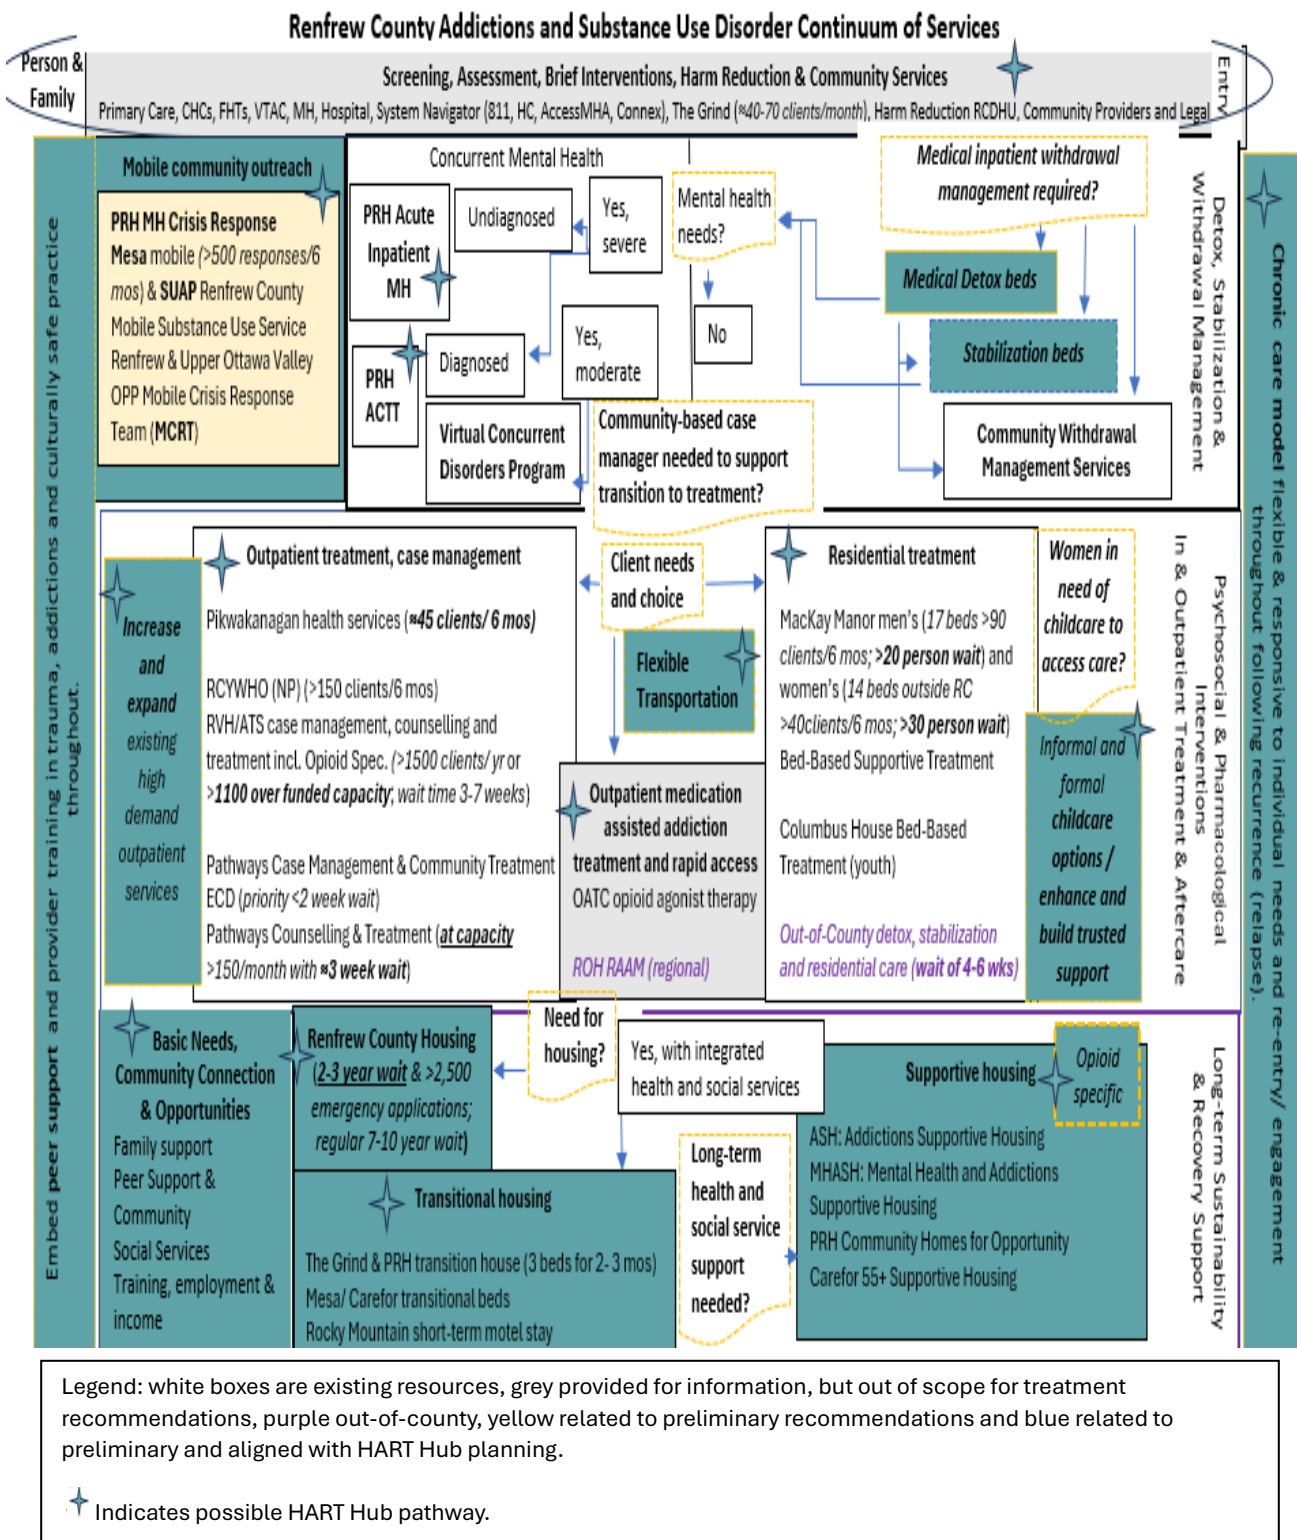 Renfrew County Addictions and Substance Use Disorder Continuum of Services
Person &
Family
Screening, Assessment, Brief Interventions, Harm Reduction & Community Services
Primary Care, CHCs, FHTs, VTAC, MH, Hospital, System Navigator (811, HC, AccessMHA, Connex), The Grind (≈40-70 clients/month), Harm Reduction RCDHU, Community Providers and Legal
Entry
Embed peer support and provider training in trauma, addictions and culturally safe practice
throughout.
Mobile community outreach
PRH MH Crisis Response
Mesa mobile (>500 responses/6
mos) & SUAP Renfrew County
Mobile Substance Use Service
Renfrew & Upper Ottawa Valley
OPP Mobile Crisis Response
Team (MCRT)
Concurrent Mental Health
PRH Acute
Inpatient
MH
Undiagnosed
Yes,
severe
PRH
ACTT
Diagnosed
Yes,
moderate
Virtual Concurrent
Disorders Program
Mental health
needs?
No
Community-based case
manager needed to support
transition to treatment?
Medical inpatient withdrawal
management required?
Medical Detox beds
Stabilization beds
Community Withdrawal
Management Services
Detox, Stabilization &
Withdrawal Management
Chronic care model flexible & responsive to individual needs and re-entry/ engagement
throughout following recurrence (relapse).
Increase
and
expand
existing
high
demand
outpatient
services
Outpatient treatment, case management
Pikwakanagan health services (≈45 clients/ 6 mos)
RCYWHO (NP) (>150 clients/6 mos)
RVH/ATS case management, counselling and
treatment incl. Opioid Spec. (>1500 clients/ yr or
>1100 over funded capacity; wait time 3-7 weeks)
Pathways Case Management & Community Treatment
ECD (priority <2 week wait)
Pathways Counselling & Treatment (at capacity
>150/month with ≈3 week wait)
Client needs
and choice
Flexible
Transportation
Outpatient medication
assisted addiction
treatment and rapid access
OATC opioid agonist therapy
ROH RAAM (regional)
Residential treatment
MacKay Manor men's (17 beds >90
clients/6 mos; >20 person wait) and
women's (14 beds outside RC
>40clients/6 mos; >30 person wait)
Bed-Based Supportive Treatment
Columbus House Bed-Based
Treatment (youth)
Out-of-County detox, stabilization
and residential care (wait of 4-6 wks)
Women in
need of
childcare to
access care?
Informal and
formal
childcare
options /
enhance and
build trusted
support
Psychosocial & Pharmacological
Interventions
In & Outpatient Treatment & Aftercare
Basic Needs,
Community Connection
& Opportunities
Family support
Peer Support &
Community
Social Services
Training, employment &
income
Renfrew County Housing
(2-3 year wait & >2,500
emergency applications;
regular 7-10 year wait)
Need for
housing?
Yes, with integrated
health and social services
Transitional housing
The Grind & PRH transition house (3 beds for 2- 3 mos)
Mesa/ Carefor transitional beds
Rocky Mountain short-term motel stay
Long-term
health and
social service
support
needed?
Supportive housing
Opioid
specific
ASH: Addictions Supportive Housing
MHASH: Mental Health and Addictions
Supportive Housing
PRH Community Homes for Opportunity
Carefor 55+ Supportive Housing
Long-term Sustainability
& Recovery Support
Legend: white boxes are existing resources, grey provided for information, but out of scope for treatment
recommendations, purple out-of-county, yellow related to preliminary recommendations and blue related to
preliminary and aligned with HART Hub planning.
Indicates possible HART Hub pathway.